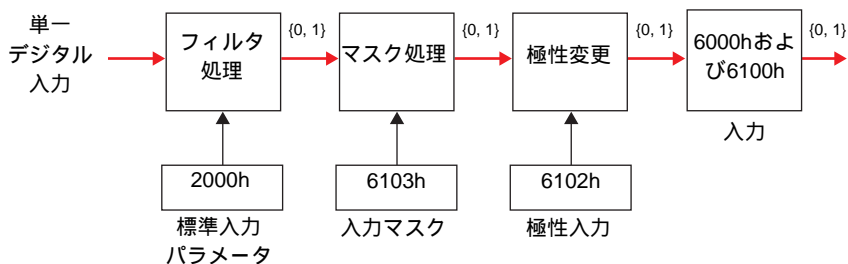 単一
デジタル
入力
フィルタ
処理
{0, 1}
マスク処理
{0, 1}
極性変更
{0, 1}
6000hおよ
び6100h
{0, 1}
入力
2000h
標準入力
パラメータ
6103h
入力マスク
6102h
極性入力